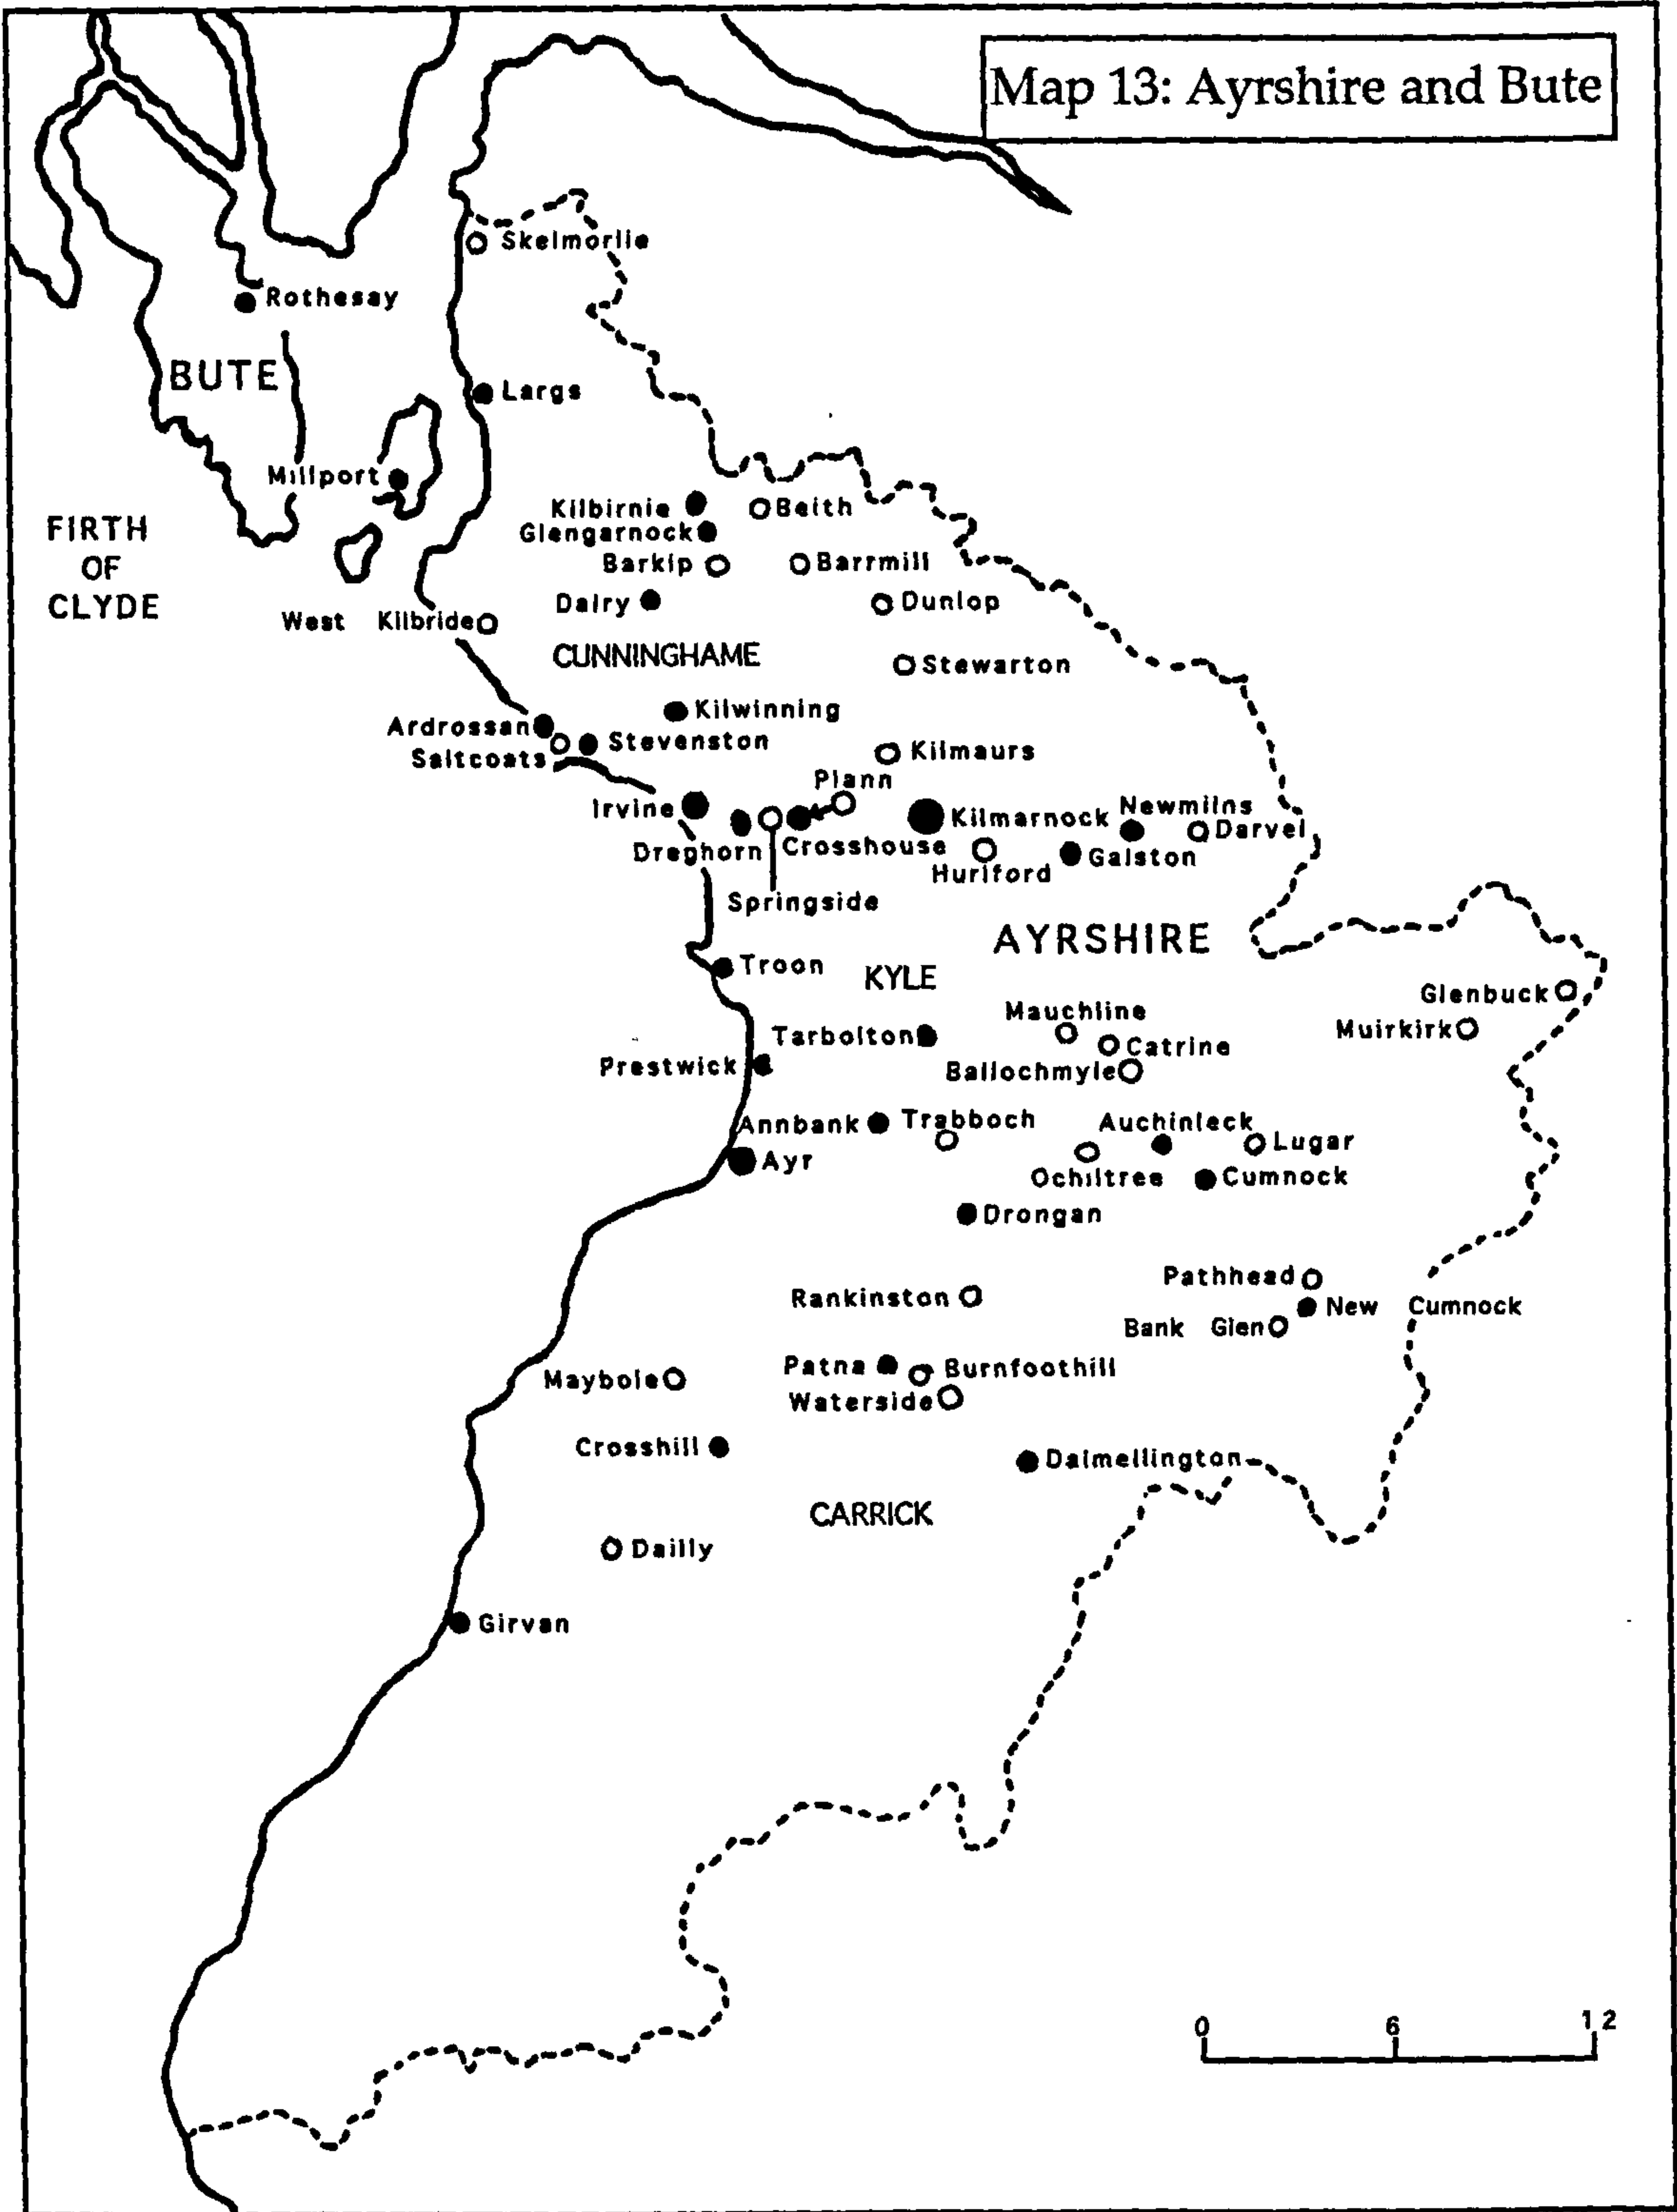 Map 13: Ayrshire and Bute
Skelmorlie
Rothesay
BUTE
Largs
Millport
FIRTH
OF
CLYDE
Kilbirnie
Beith
Glengarnock
Barkip
Barrmill
Dalry
Dunlop
West Kilbride
CUNNINGHAME
Stewarton
Kilwinning
Ardrossan
Stevenston
Saltcoats
Kilmaurs
Plann
Irvine
Kilmarnock
Newmilns
Darvel
Dreghorn
Crosshouse
Galston
Hurlford
Springside
AYRSHIRE
Troon
KYLE
Glenbuck
Mauchline
Muirkirk
Tarbolton
Catrine
Prestwick
Ballochmyle
Annbank
Trabboch
Auchinleck
Lugar
Ayr
Ochiltree
Cumnock
Drongan
Pathhead
Rankinston
New Cumnock
Bank Glen
Patna
Burnfoothill
Maybole
Waterside
Crosshill
Dalmellington
CARRICK
Dailly
Girvan
0 6 12